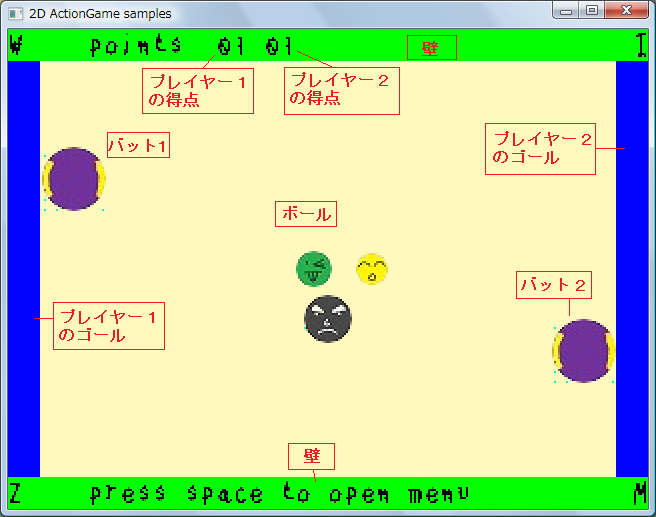 2D ActionGame samples
W points 01 01 壁 I
プレイヤー1
の得点
プレイヤー2
の得点
バット1
プレイヤー2
のゴール
ボール
バット2
プレイヤー1
のゴール
壁
Z press space to open menu M